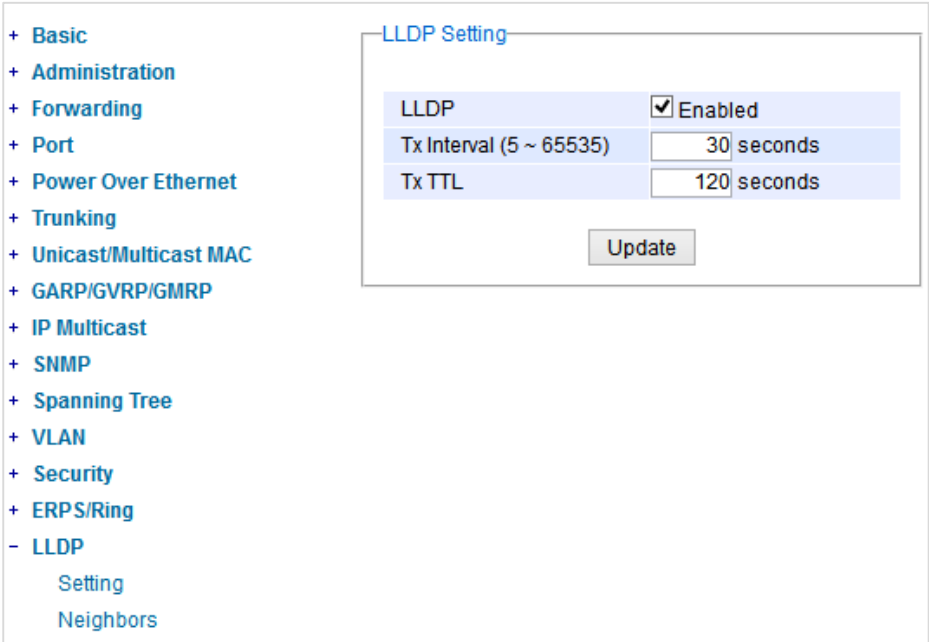 + Basic
+ Administration
+ Forwarding
+ Port
+ Power Over Ethernet
+ Trunking
+ Unicast/Multicast MAC
+ GARP/GVRP/GMRP
+ IP Multicast
+ SNMP
+ Spanning Tree
+ VLAN
+ Security
+ ERPS/Ring
- LLDP
Setting
Neighbors
LLDP Setting
LLDP Enabled
Tx Interval (5 ~ 65535) 30 seconds
Tx TTL 120 seconds
Update